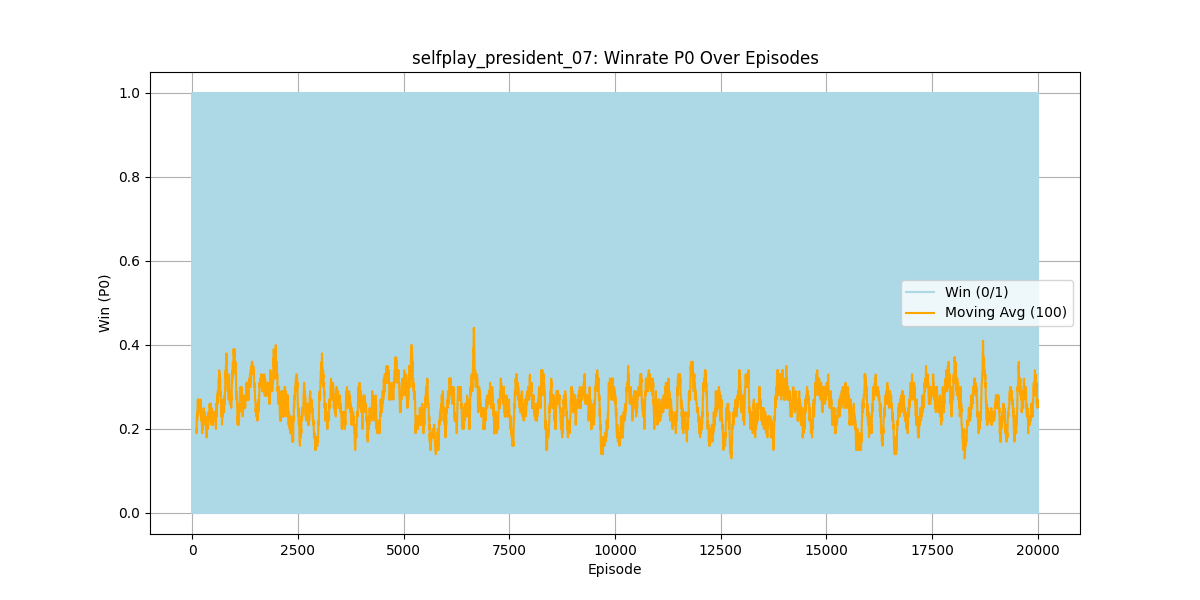 selfplay_president_07: Winrate P0 Over Episodes
1.0
0.8
0.6
0.4
0.2
0.0
Win (P0)
Win (0/1)
Moving Avg (100)
0 2500 5000 7500 10000 12500 15000 17500 20000
Episode